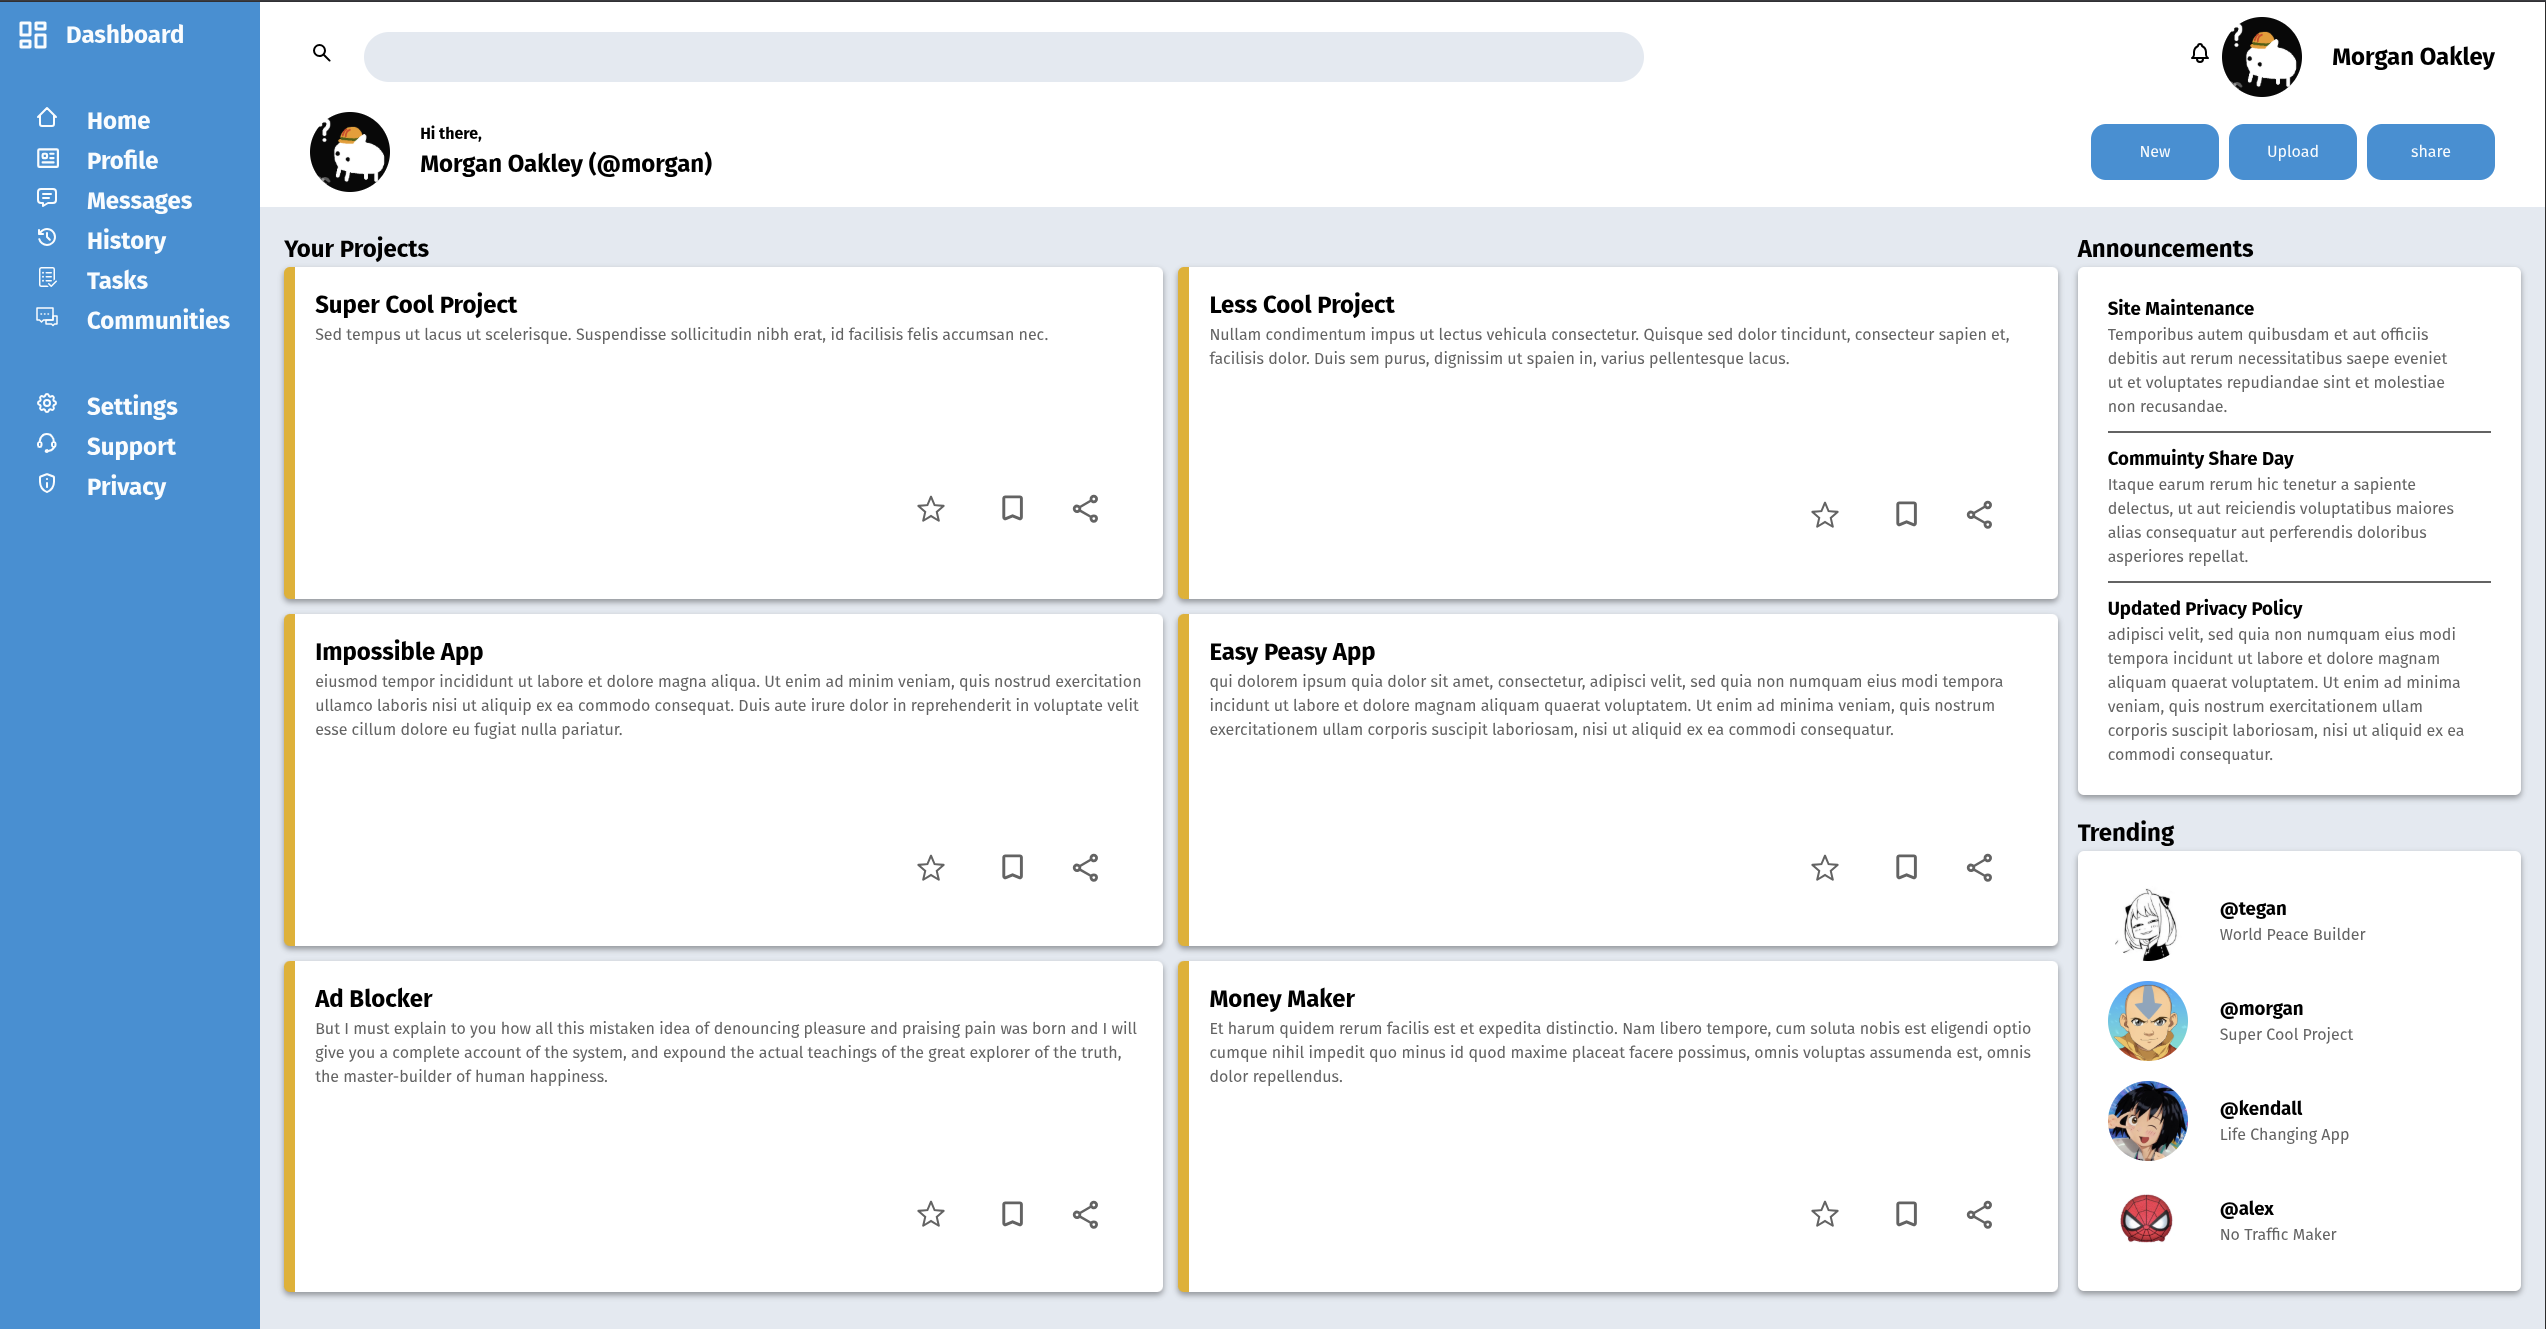 Dashboard
Home
Profile
Messages
History
Tasks
Communities
Settings
Support
Privacy
Morgan Oakley
Hi there,
Morgan Oakley (@morgan)
New
Upload
share
Your Projects
Super Cool Project
Sed tempus ut lacus ut scelerisque. Suspendisse sollicitudin nibh erat, id facilisis felis accumsan nec.
Less Cool Project
Nullam condimentum impus ut lectus vehicula consectetur. Quisque sed dolor tincidunt, consecteur sapien et,
facilisis dolor. Duis sem purus, dignissim ut spaien in, varius pellentesque lacus.
Impossible App
eiusmod tempor incididunt ut labore et dolore magna aliqua. Ut enim ad minim veniam, quis nostrud exercitation
ullamco laboris nisi ut aliquip ex ea commodo consequat. Duis aute irure dolor in reprehenderit in voluptate velit
esse cillum dolore eu fugiat nulla pariatur.
Easy Peasy App
qui dolorem ipsum quia dolor sit amet, consectetur, adipisci velit, sed quia non numquam eius modi tempora
incidunt ut labore et dolore magnam aliquam quaerat voluptatem. Ut enim ad minima veniam, quis nostrum
exercitationem ullam corporis suscipit laboriosam, nisi ut aliquid ex ea commodi consequatur.
Ad Blocker
But I must explain to you how all this mistaken idea of denouncing pleasure and praising pain was born and I will
give you a complete account of the system, and expound the actual teachings of the great explorer of the truth,
the master-builder of human happiness.
Money Maker
Et harum quidem rerum facilis est et expedita distinctio. Nam libero tempore, cum soluta nobis est eligendi optio
cumque nihil impedit quo minus id quod maxime placeat facere possimus, omnis voluptas assumenda est, omnis
dolor repellendus.
Announcements
Site Maintenance
Temporibus autem quibusdam et aut officiis
debitis aut rerum necessitatibus saepe eveniet
ut et voluptates repudiandae sint et molestiae
non recusandae.
Commuinty Share Day
Itaque earum rerum hic tenetur a sapiente
delectus, ut aut reiciendis voluptatibus maiores
alias consequatur aut perferendis doloribus
asperiores repellat.
Updated Privacy Policy
adipisci velit, sed quia non numquam eius modi
tempora incidunt ut labore et dolore magnam
aliquam quaerat voluptatem. Ut enim ad minima
veniam, quis nostrum exercitationem ullam
corporis suscipit laboriosam, nisi ut aliquid ex ea
commodi consequatur.
Trending
@tegan
World Peace Builder
@morgan
Super Cool Project
@kendall
Life Changing App
@alex
No Traffic Maker